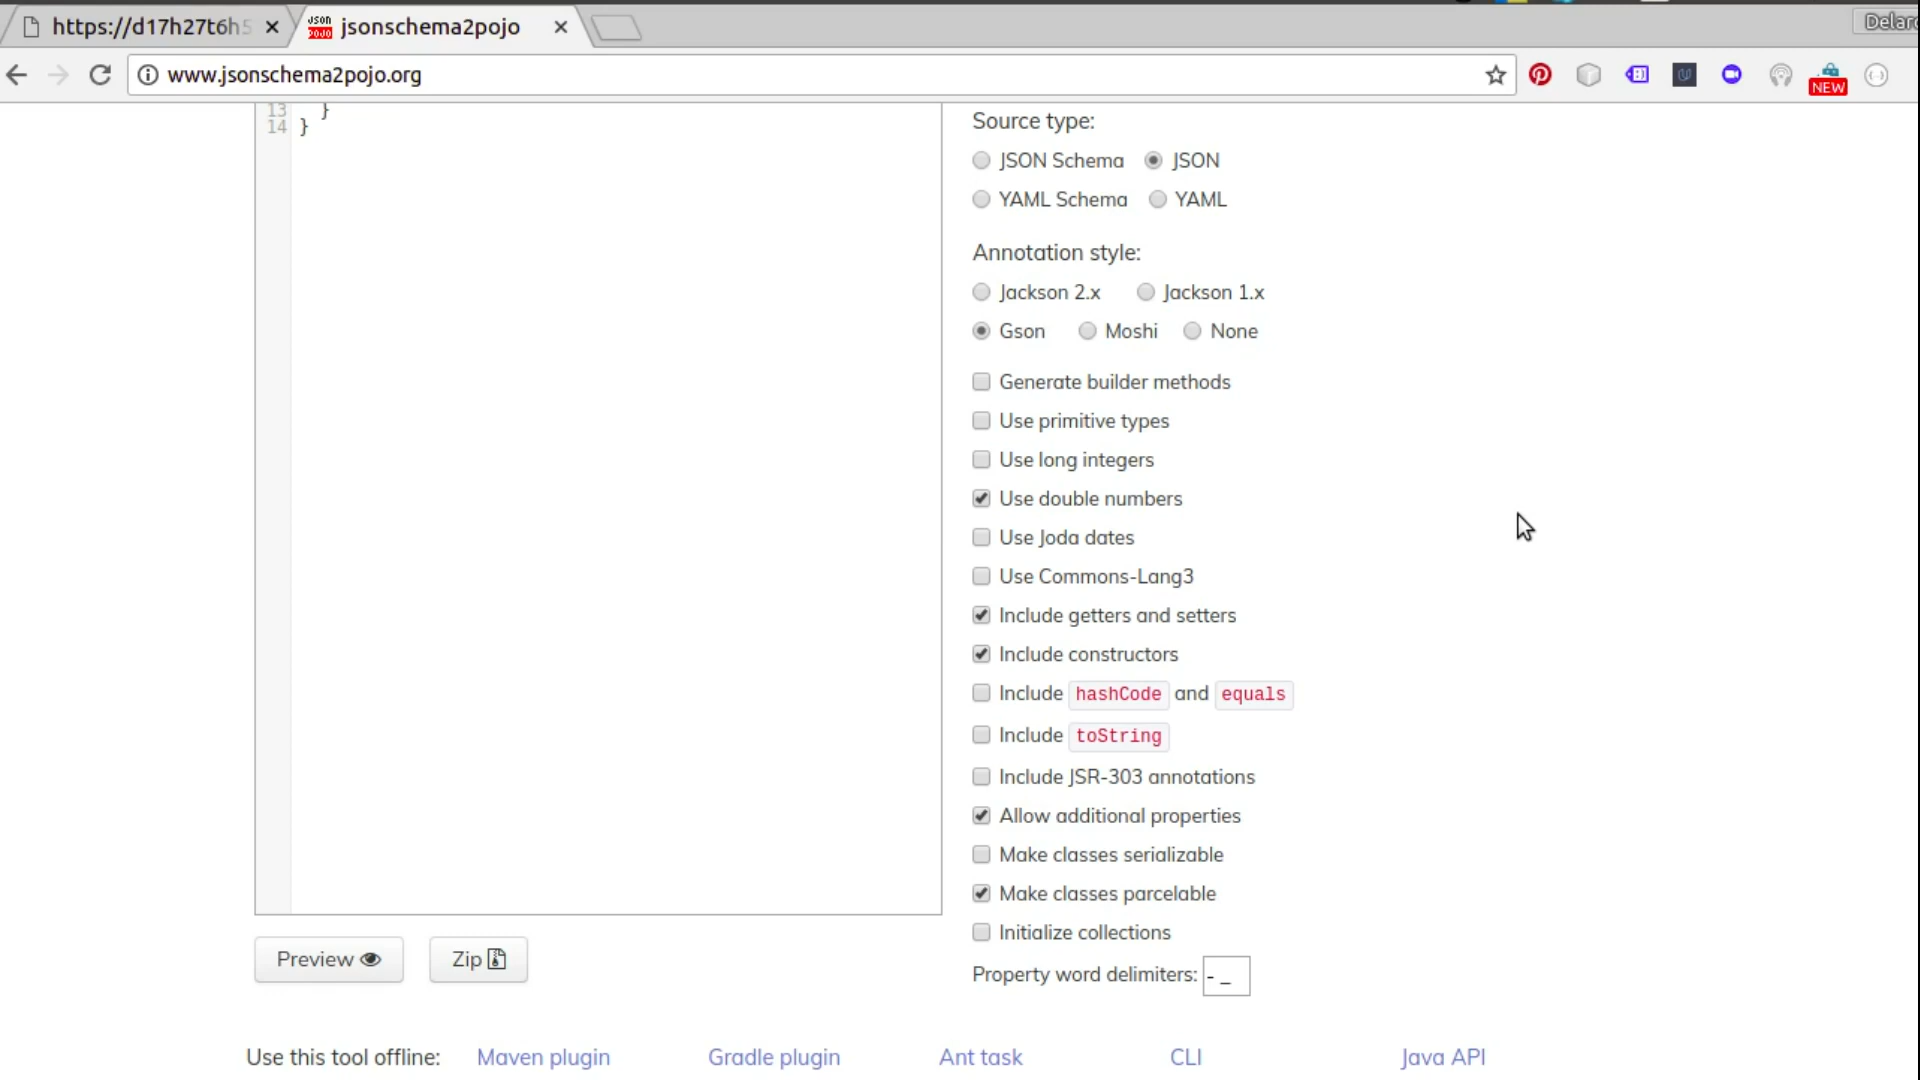 https://d17h27t6h5
jsonschema2pojo
Delaro
www.jsonschema2pojo.org
NEW
13 }
14 }
Source type:
JSON Schema JSON
YAML Schema YAML
Annotation style:
Jackson 2.x Jackson 1.x
Gson Moshi None
Generate builder methods
Use primitive types
Use long integers
Use double numbers
Use Joda dates
Use Commons-Lang3
Include getters and setters
Include constructors
Include hashCode and equals
Include toString
Include JSR-303 annotations
Allow additional properties
Make classes serializable
Make classes parcelable
Initialize collections
Property word delimiters: - _
Preview Zip
Use this tool offline: Maven plugin Gradle plugin Ant task CLI Java API